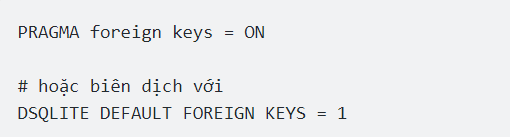 PRAGMA foreign keys = ON
# hoặc biên dịch với
DSQLITE DEFAULT FOREIGN KEYS = 1